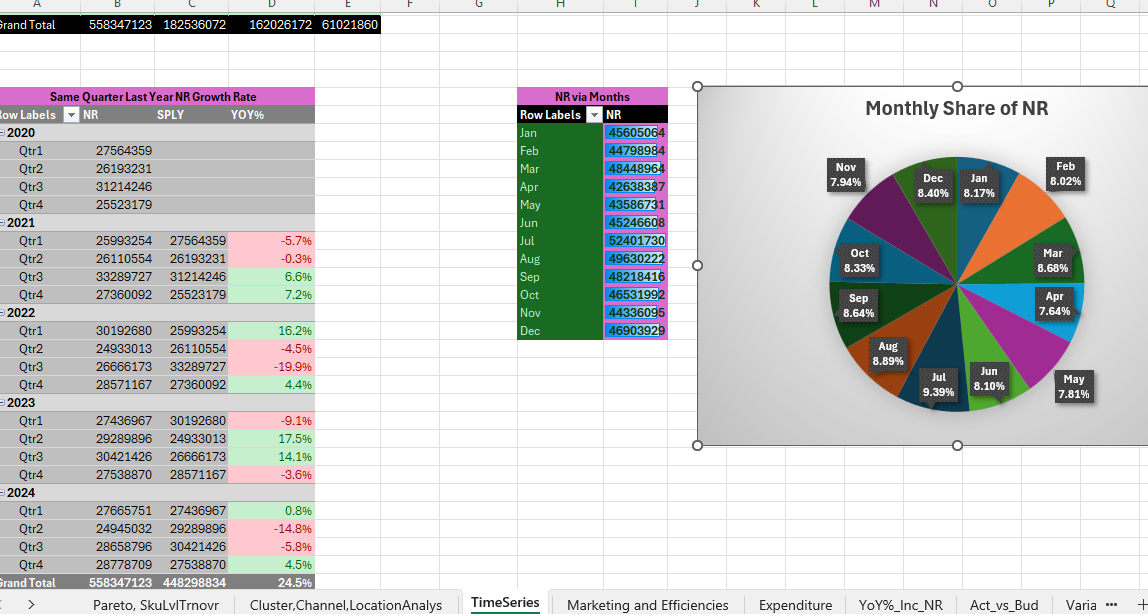 A B C D E F G H I J K L M N O P Q
Grand Total 558347123 182536072 162026172 61021860
Same Quarter Last Year NR Growth Rate
Row Labels NR SPLY YOY%
2020
Qtr1 27564359
Qtr2 26193231
Qtr3 31214246
Qtr4 25523179
2021
Qtr1 25993254 27564359 -5.7%
Qtr2 26110554 26193231 -0.3%
Qtr3 33289727 31214246 6.6%
Qtr4 27360092 25523179 7.2%
2022
Qtr1 30192680 25993254 16.2%
Qtr2 24933013 26110554 -4.5%
Qtr3 26666173 33289727 -19.9%
Qtr4 28571167 27360092 4.4%
2023
Qtr1 27436967 30192680 -9.1%
Qtr2 29289896 24933013 17.5%
Qtr3 30421426 26666173 14.1%
Qtr4 27538870 28571167 -3.6%
2024
Qtr1 27665751 27436967 0.8%
Qtr2 24945032 29289896 -14.8%
Qtr3 28658796 30421426 -5.8%
Qtr4 28778709 27538870 4.5%
Grand Total 558347123 448298834 24.5%
NR via Months
Row Labels NR
Jan 45605064
Feb 44798984
Mar 48448964
Apr 42638387
May 43586731
Jun 45246608
Jul 52401730
Aug 49630222
Sep 48218416
Oct 46531992
Nov 44336095
Dec 46903929
Monthly Share of NR
Jan
8.17%
Feb
8.02%
Mar
8.68%
Apr
7.64%
May
7.81%
Jun
8.10%
Jul
9.39%
Aug
8.89%
Sep
8.64%
Oct
8.33%
Nov
7.94%
Dec
8.40%
Pareto, SkuLvlTrnovr Cluster,Channel,LocationAnalys TimeSeries Marketing and Efficiencies Expenditure YoY%_Inc_NR Act_vs_Bud Varia ···